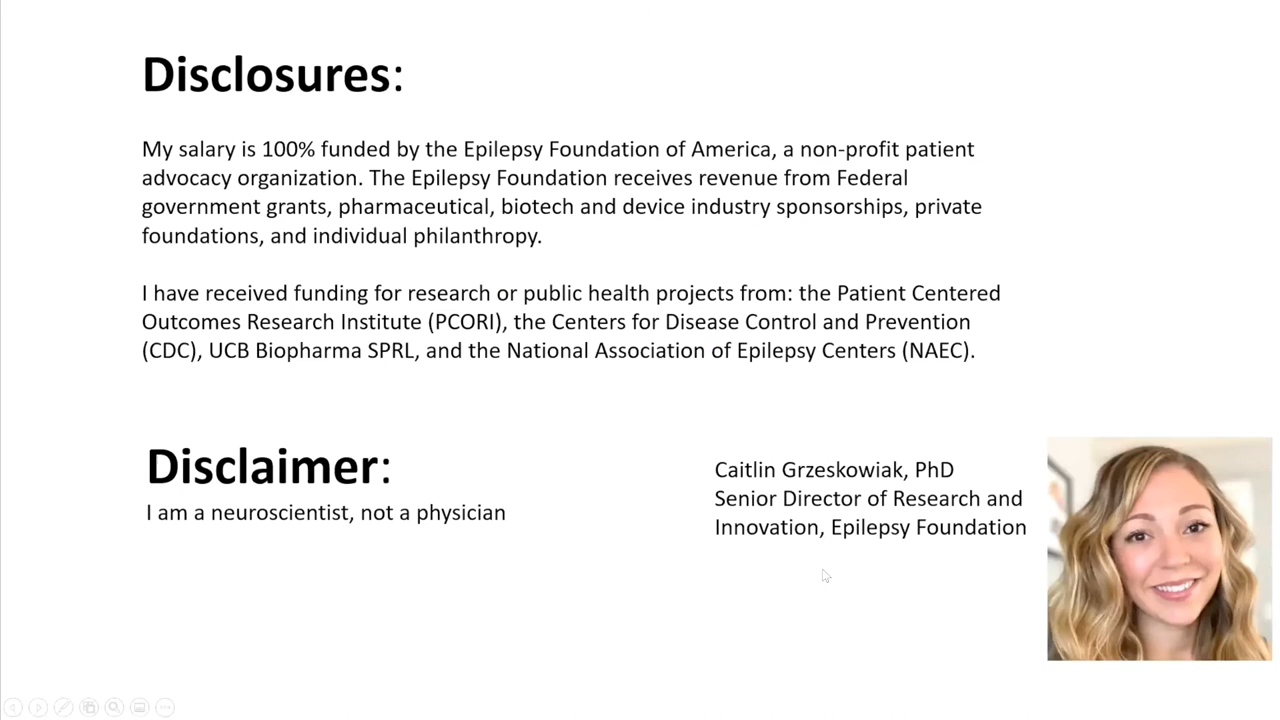 Disclosures:
My salary is 100% funded by the Epilepsy Foundation of America, a non-profit patient
advocacy organization. The Epilepsy Foundation receives revenue from Federal
government grants, pharmaceutical, biotech and device industry sponsorships, private
foundations, and individual philanthropy.
I have received funding for research or public health projects from: the Patient Centered
Outcomes Research Institute (PCORI), the Centers for Disease Control and Prevention
(CDC), UCB Biopharma SPRL, and the National Association of Epilepsy Centers (NAEC).
Disclaimer:
I am a neuroscientist, not a physician
Caitlin Grzeskowiak, PhD
Senior Director of Research and
Innovation, Epilepsy Foundation